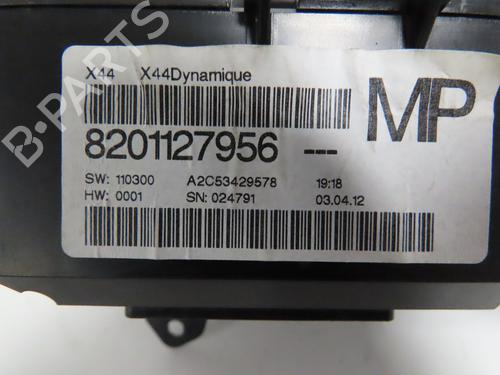 X44 X44Dynamique
MP
8201127956 ---
SW: 110300 A2C53429578 19:18
HW: 0001 SN: 024791 03.04.12
B-PARTS